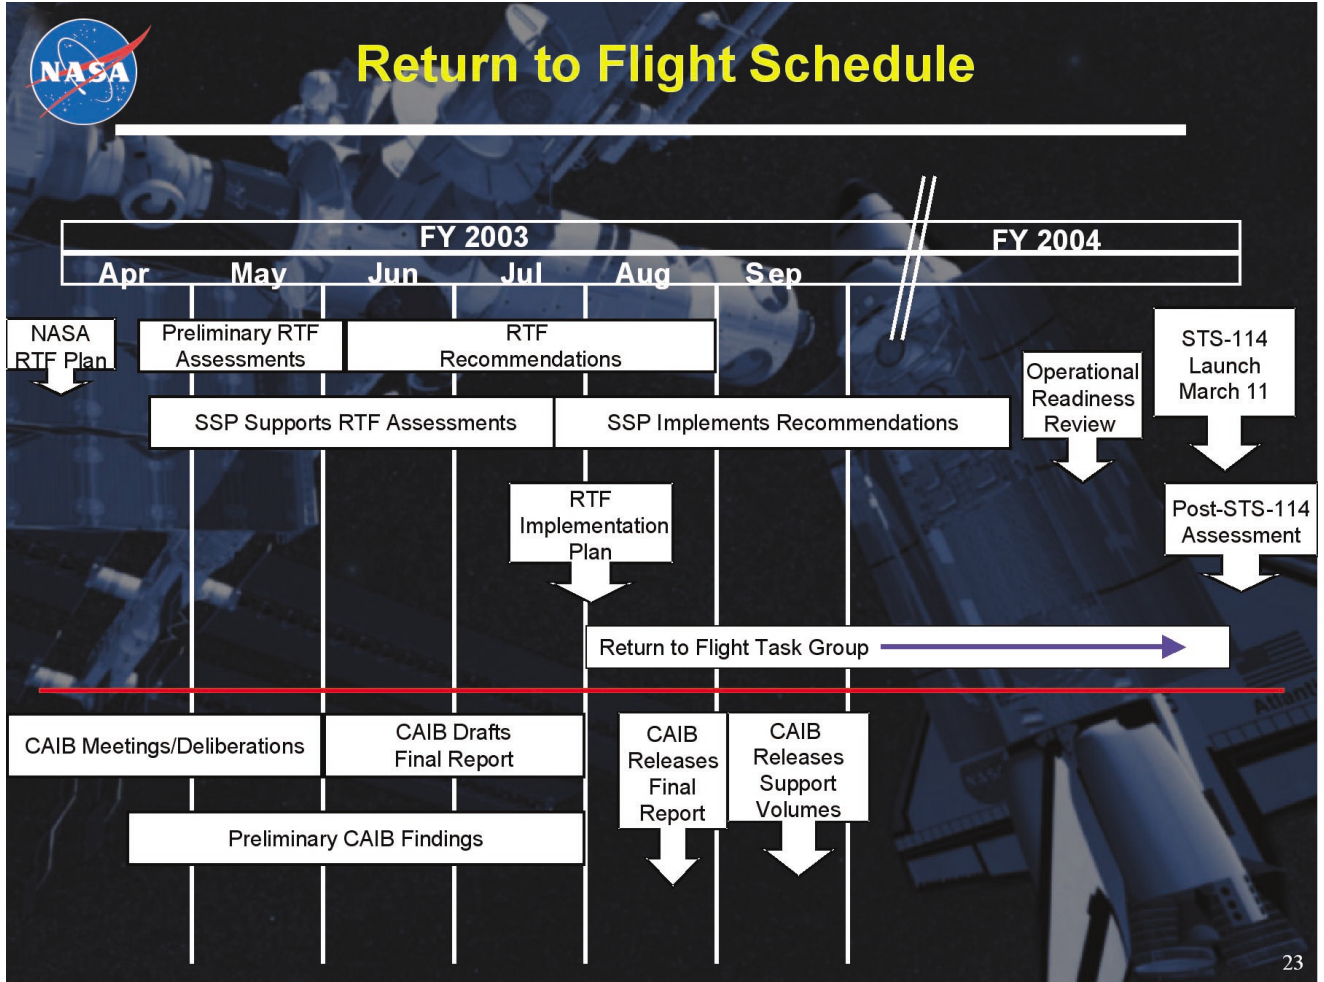 NASA
Return to Flight Schedule
FY 2003
FY 2004
Apr May Jun Jul Aug Sep
NASA
RTF Plan
Preliminary RTF
Assessments
RTF
Recommendations
STS-114
Launch
March 11
Operational
Readiness
Review
SSP Supports RTF Assessments
SSP Implements Recommendations
RTF
Implementation
Plan
Post-STS-114
Assessment
Return to Flight Task Group
CAIB Meetings/Deliberations
CAIB Drafts
Final Report
CAIB
Releases
Final
Report
CAIB
Releases
Support
Volumes
Preliminary CAIB Findings
23